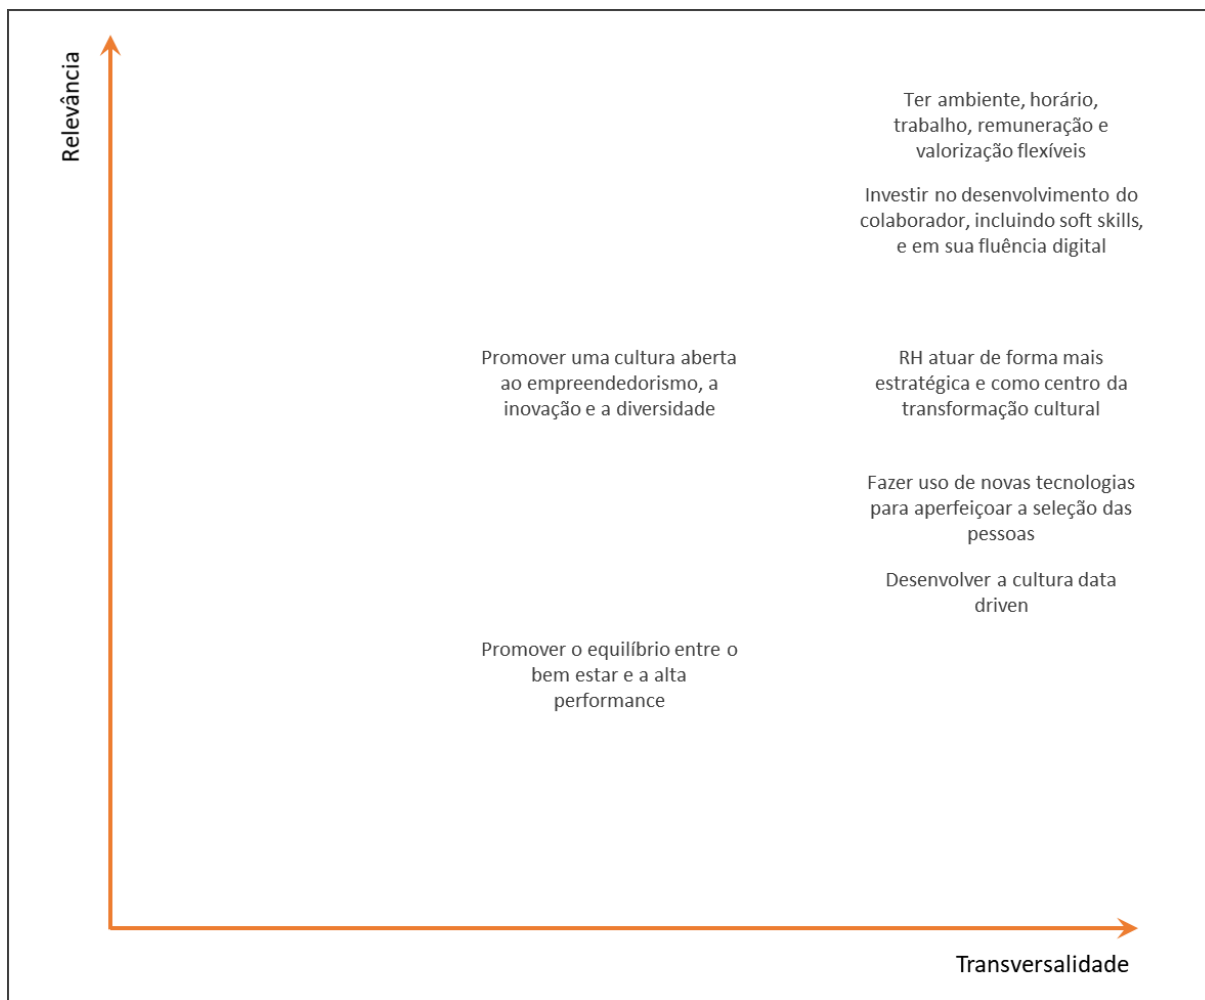 Relevância
Ter ambiente, horário,
trabalho, remuneração e
valorização flexíveis
Investir no desenvolvimento do
colaborador, incluindo soft skills,
e em sua fluência digital
Promover uma cultura aberta
ao empreendedorismo, a
inovação e a diversidade
RH atuar de forma mais
estratégica e como centro da
transformação cultural
Fazer uso de novas tecnologias
para aperfeiçoar a seleção das
pessoas
Desenvolver a cultura data
driven
Promover o equilíbrio entre o
bem estar e a alta
performance
Transversalidade